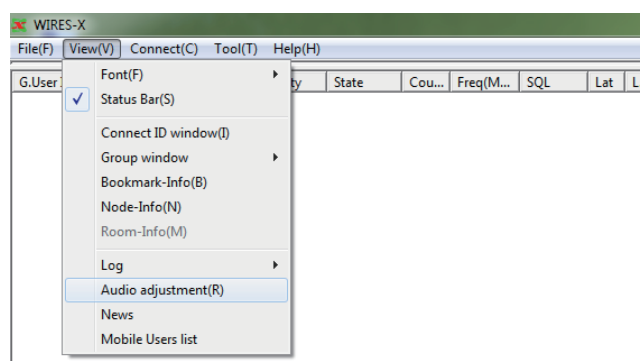 WIRES-X
File(F) View(V) Connect(C) Tool(T) Help(H)
G.User ty State Cou... Freq(M... SQL Lat L
Font(F)
Status Bar(S)
Connect ID window(I)
Group window
Bookmark-Info(B)
Node-Info(N)
Room-Info(M)
Log
Audio adjustment(R)
News
Mobile Users list